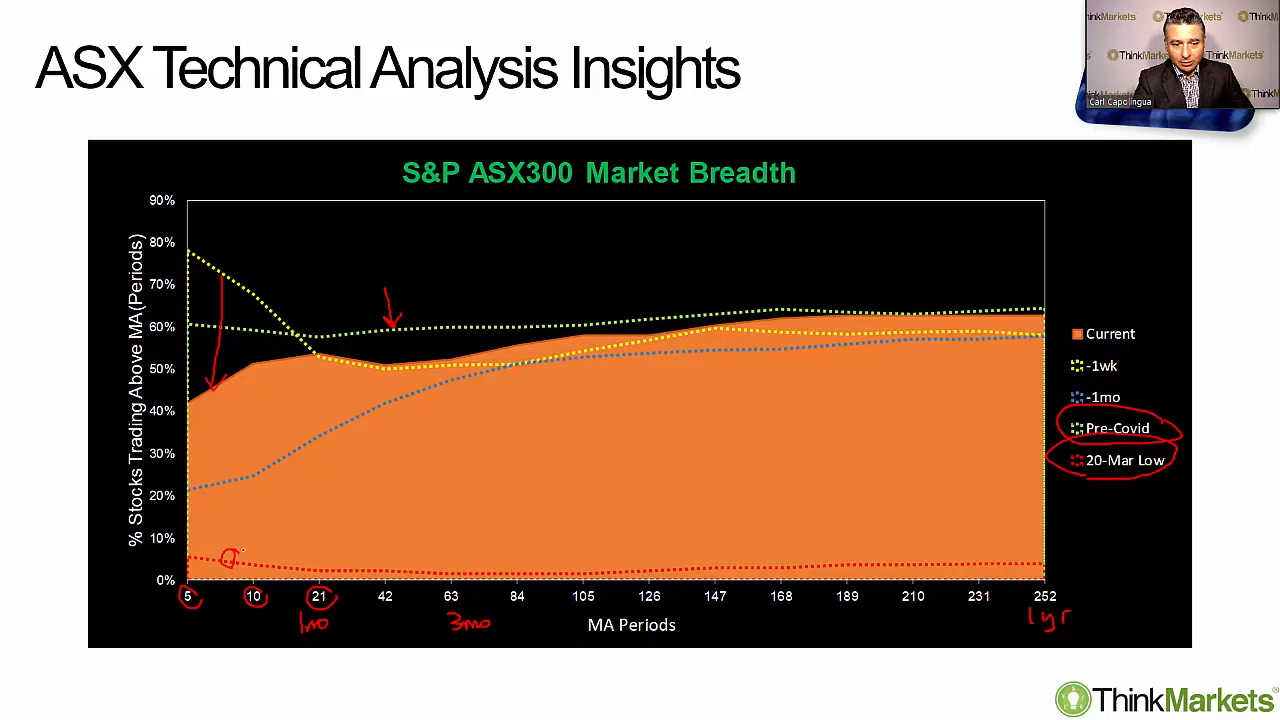 ASX Technical Analysis Insights
ThinkMarkets
ThinkMarkets
Carl Capolingua
S&P ASX300 Market Breadth
% Stocks Trading Above MA(Periods)
90%
80%
70%
60%
50%
40%
30%
20%
10%
0%
5 10 21 42 63 84 105 126 147 168 189 210 231 252
1mo 3mo 1yr
MA Periods
Current
-1wk
-1mo
Pre-Covid
20-Mar Low
ThinkMarkets®